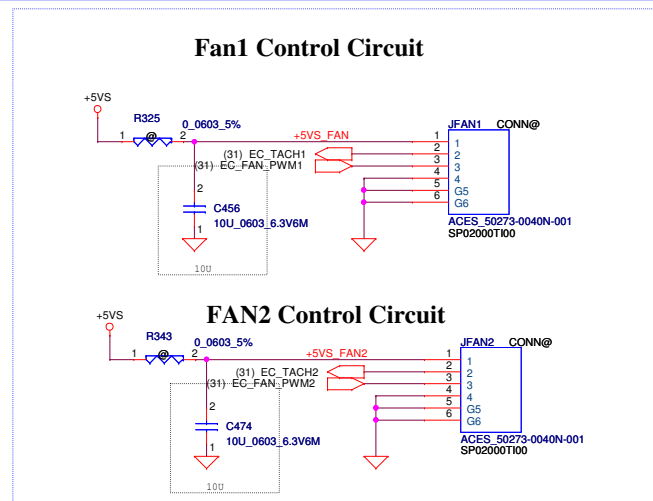 Fan1 Control Circuit
+5VS
R325
0_0603_5%
1
@
2
+5VS_FAN
JFAN1 CONN@
(31) EC_TACH1
(31) EC_FAN_PWM1
1 1
2 2
3 3
4 4
5 G5
6 G6
2
C456
10U_0603_6.3V6M
1
10U
ACES_50273-0040N-001
SP02000TI00
FAN2 Control Circuit
+5VS
R343
0_0603_5%
1
@
2
+5VS_FAN2
JFAN2 CONN@
(31) EC_TACH2
(31) EC_FAN_PWM2
1 1
2 2
3 3
4 4
5 G5
6 G6
2
C474
10U_0603_6.3V6M
1
10U
ACES_50273-0040N-001
SP02000TI00